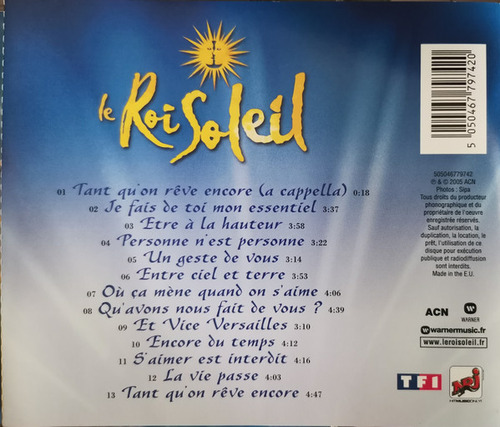 le Roi Soleil
01 Tant qu'on rêve encore (a cappella) 0:18
02 Je fais de toi mon essentiel 3:37
03 Etre à la hauteur 3:58
04 Personne n'est personne 3:22
05 Un geste de vous 3:14
06 Entre ciel et terre 3:53
07 Où ça mène quand on s'aime 4:06
08 Qu'avons nous fait de vous ? 4:39
09 Et Vice Versailles 3:10
10 Encore du temps 4:12
11 S'aimer est interdit 4:16
12 La vie passe 4:03
13 Tant qu'on rêve encore 4:47
5 050467 797420
505046779742
℗ & © 2005 ACN
Photos : Sipa
Tous droits du producteur
phonographique et du
propriétaire de l'oeuvre
enregistrée réservés.
Sauf autorisation, la
duplication, la location, le
prêt, l'utilisation de ce
disque pour exécution
publique et radiodiffusion
sont interdits.
Made in the E.U.
ACN WARNER
warnermusic.fr
www.leroisoleil.fr
TF1 NRJ